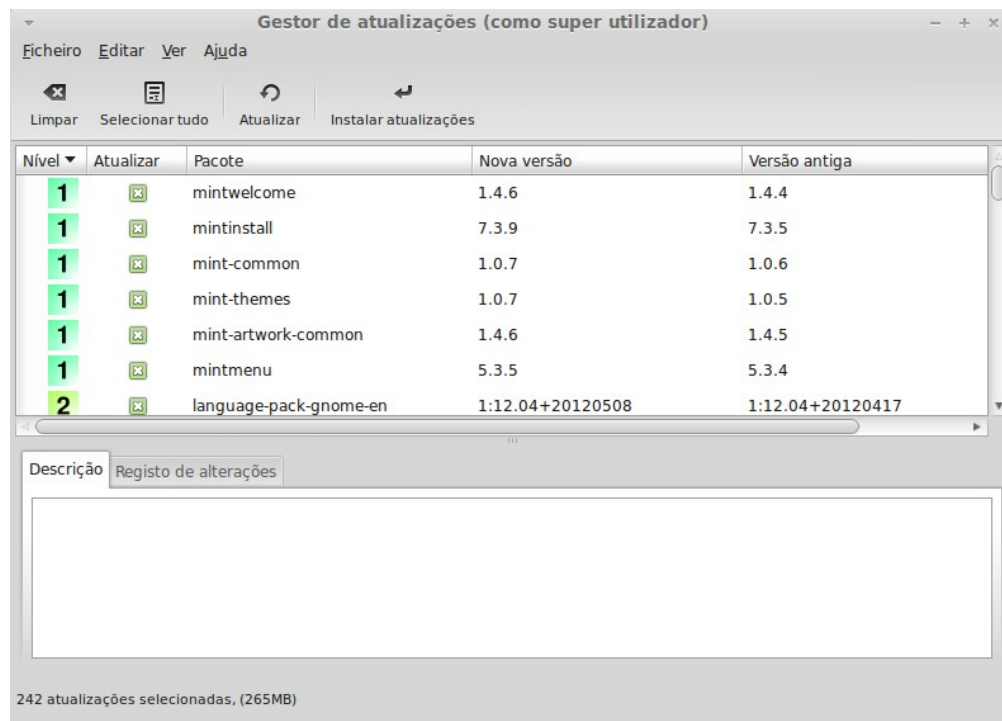 Gestor de atualizações (como super utilizador)
Ficheiro Editar Ver Ajuda
Limpar Selecionar tudo Atualizar Instalar atualizações
Nível Atualizar Pacote Nova versão Versão antiga
1 mintwelcome 1.4.6 1.4.4
1 mintinstall 7.3.9 7.3.5
1 mint-common 1.0.7 1.0.6
1 mint-themes 1.0.7 1.0.5
1 mint-artwork-common 1.4.6 1.4.5
1 mintmenu 5.3.5 5.3.4
2 language-pack-gnome-en 1:12.04+20120508 1:12.04+20120417
Descrição Registo de alterações
242 atualizações selecionadas, (265MB)